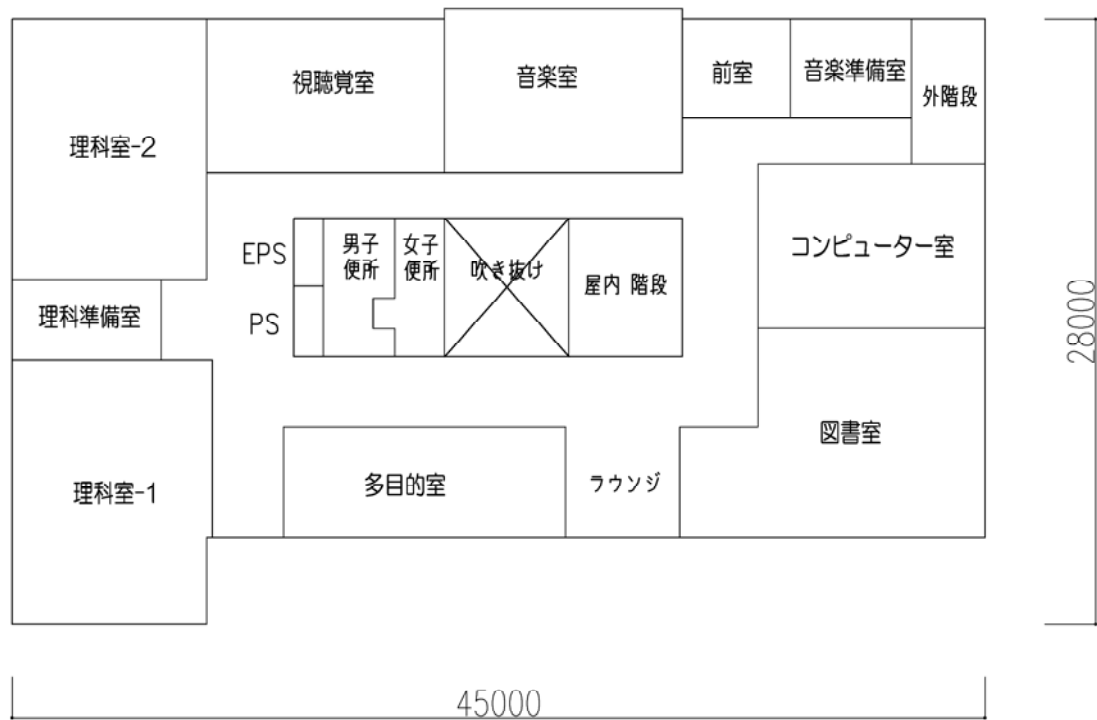 視聴覚室
音楽室
前室
音楽準備室
外階段
理科室-2
EPS
男子
便所
女子
便所
吹き抜け
屋内 階段
コンピューター室
理科準備室
PS
28000
理科室-1
多目的室
ラウンジ
図書室
45000